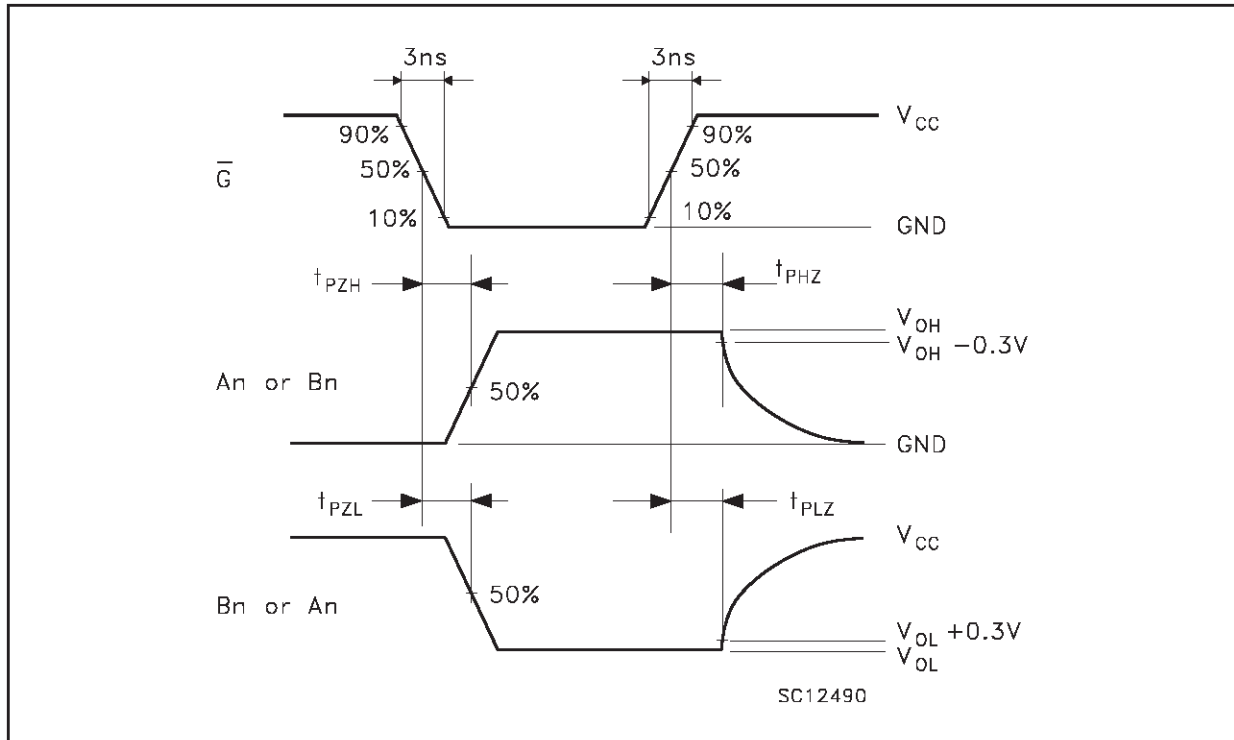 3ns 3ns
V_CC
90% 90%
50% 50%
G̅
10% 10%
GND
t_PZH t_PHZ
V_OH
V_OH −0.3V
An or Bn
50%
GND
t_PZL t_PLZ
V_CC
50%
Bn or An
V_OL +0.3V
V_OL
SC12490